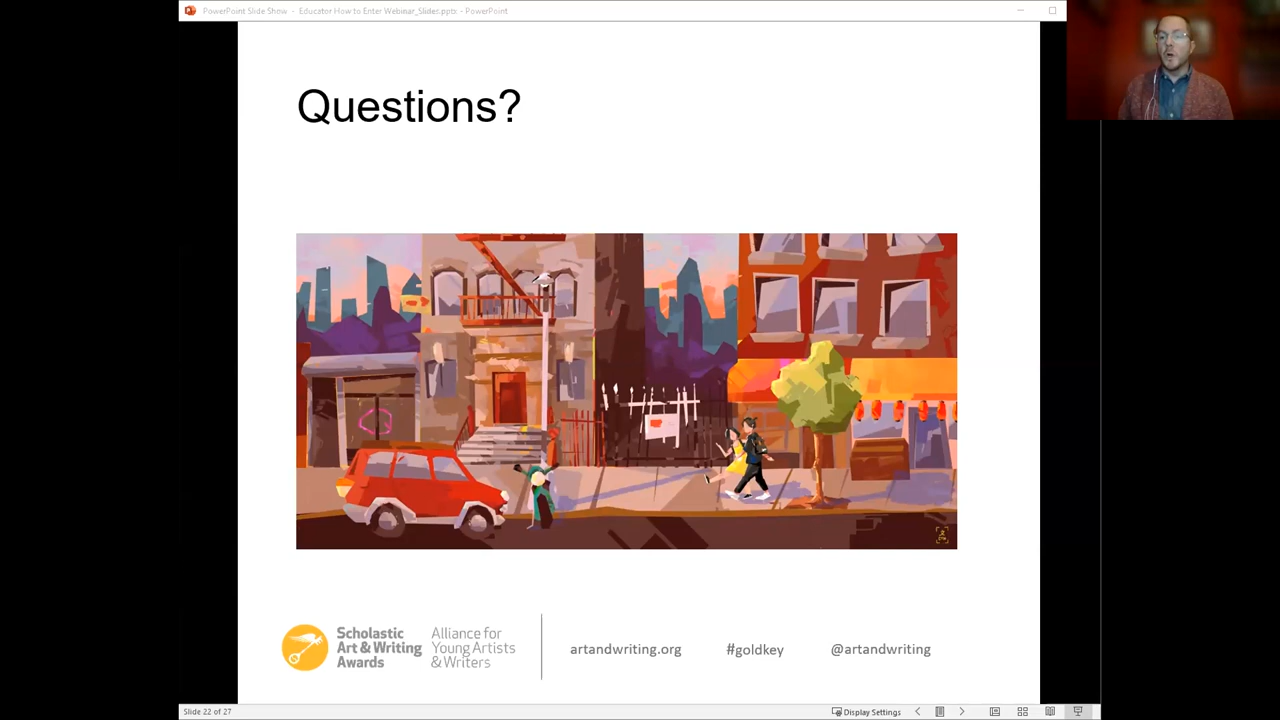 PowerPoint Slide Show - Educator How to Enter Webinar_Slides.pptx - PowerPoint
Questions?
Scholastic
Art & Writing
Awards
Alliance for
Young Artists
& Writers
artandwriting.org
#goldkey
@artandwriting
Slide 22 of 27
Display Settings